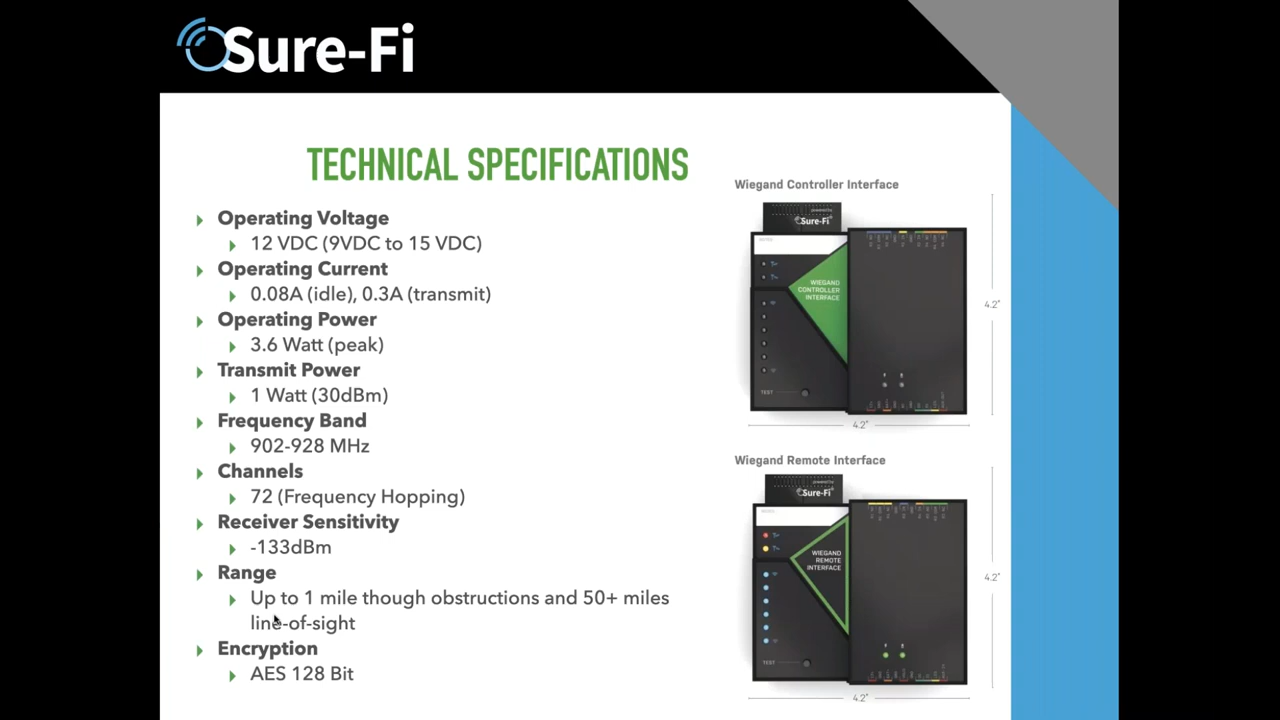 Sure-Fi
TECHNICAL SPECIFICATIONS
Operating Voltage
12 VDC (9VDC to 15 VDC)
Operating Current
0.08A (idle), 0.3A (transmit)
Operating Power
3.6 Watt (peak)
Transmit Power
1 Watt (30dBm)
Frequency Band
902-928 MHz
Channels
72 (Frequency Hopping)
Receiver Sensitivity
-133dBm
Range
Up to 1 mile though obstructions and 50+ miles
line-of-sight
Encryption
AES 128 Bit
Wiegand Controller Interface
Sure-Fi
WIEGAND
CONTROLLER
INTERFACE
TEST
4.2"
4.2"
Wiegand Remote Interface
Sure-Fi
WIEGAND
REMOTE
INTERFACE
TEST
4.2"
4.2"